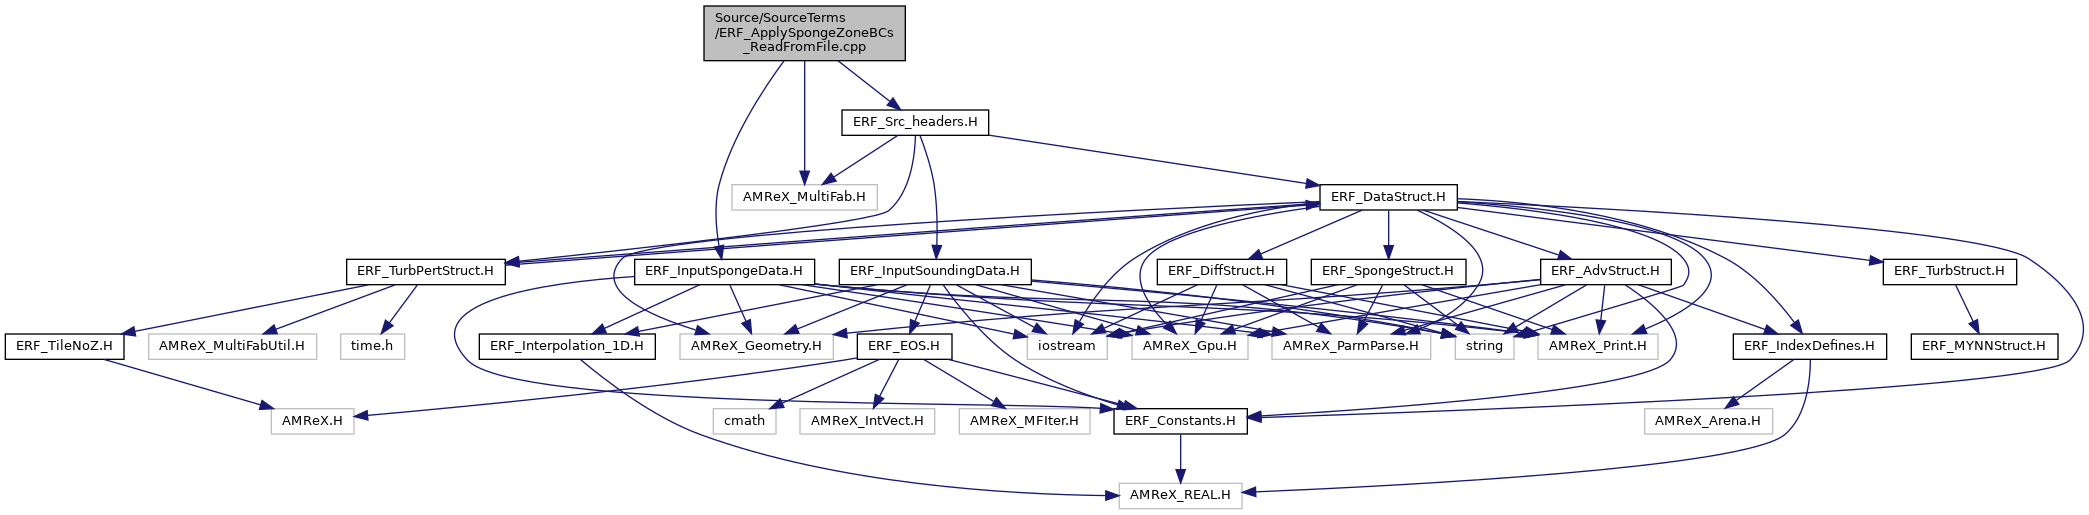 Source/SourceTerms
/ERF_ApplySpongeZoneBCs
_ReadFromFile.cpp
ERF_Src_headers.H
AMReX_MultiFab.H
ERF_DataStruct.H
ERF_TurbPertStruct.H
ERF_InputSpongeData.H
ERF_InputSoundingData.H
ERF_DiffStruct.H
ERF_SpongeStruct.H
ERF_AdvStruct.H
ERF_TurbStruct.H
ERF_TileNoZ.H
AMReX_MultiFabUtil.H
time.h
ERF_Interpolation_1D.H
AMReX_Geometry.H
ERF_EOS.H
iostream
AMReX_Gpu.H
AMReX_ParmParse.H
string
AMReX_Print.H
ERF_IndexDefines.H
ERF_MYNNStruct.H
AMReX.H
cmath
AMReX_IntVect.H
AMReX_MFIter.H
ERF_Constants.H
AMReX_Arena.H
AMReX_REAL.H